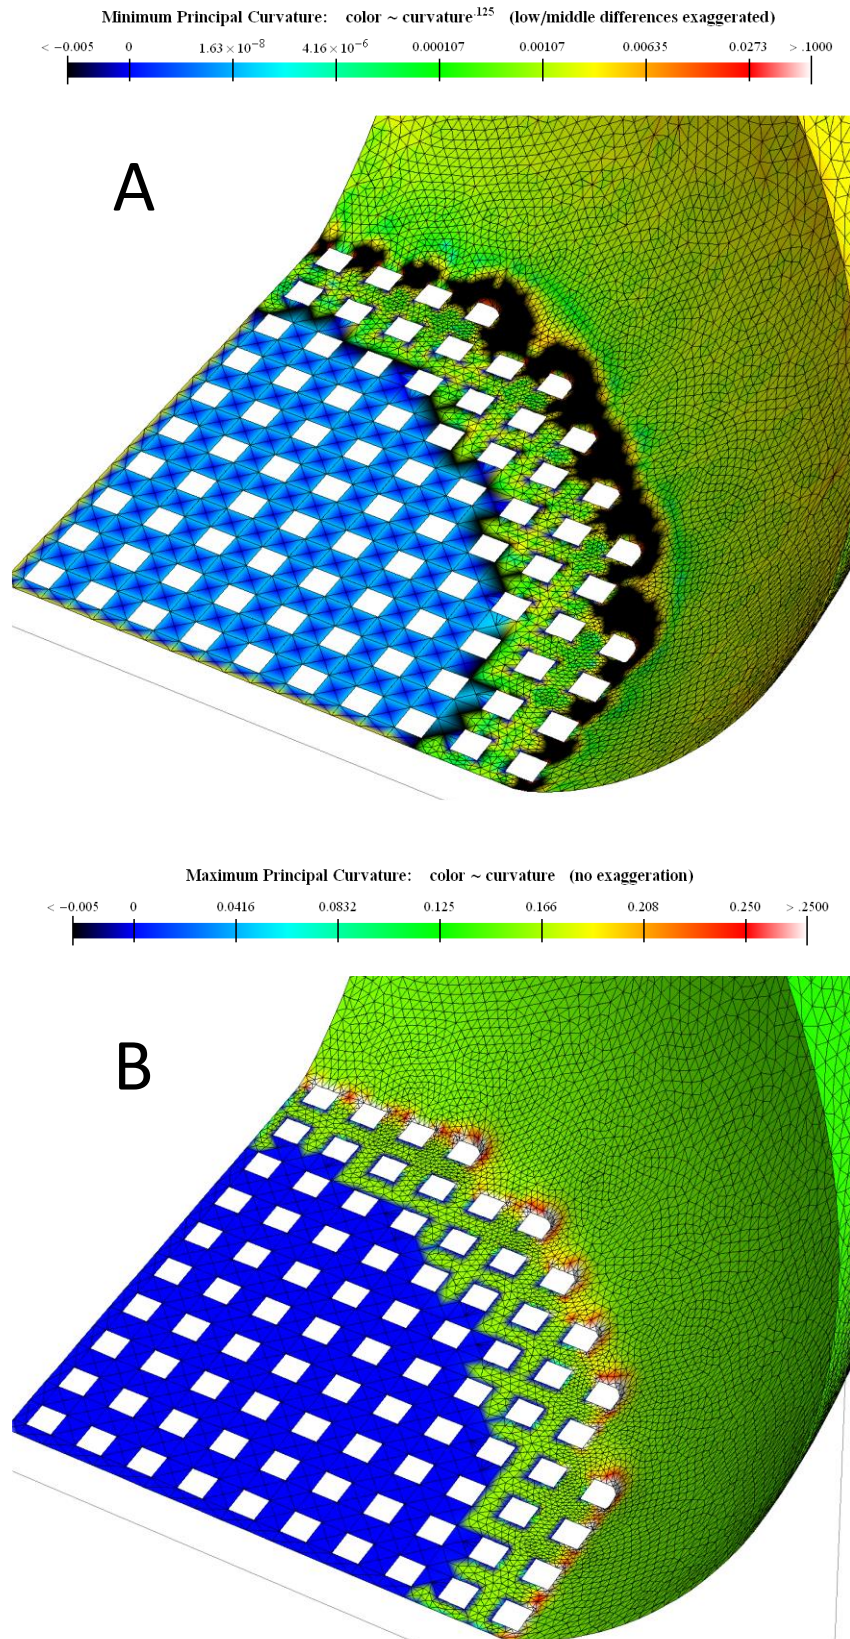 Minimum Principal Curvature: color ~ curvature^.125 (low/middle differences exaggerated)
< −0.005 0 1.63×10⁻⁸ 4.16×10⁻⁶ 0.000107 0.00107 0.00635 0.0273 > .1000
A
Maximum Principal Curvature: color ~ curvature (no exaggeration)
< −0.005 0 0.0416 0.0832 0.125 0.166 0.208 0.250 > .2500
B